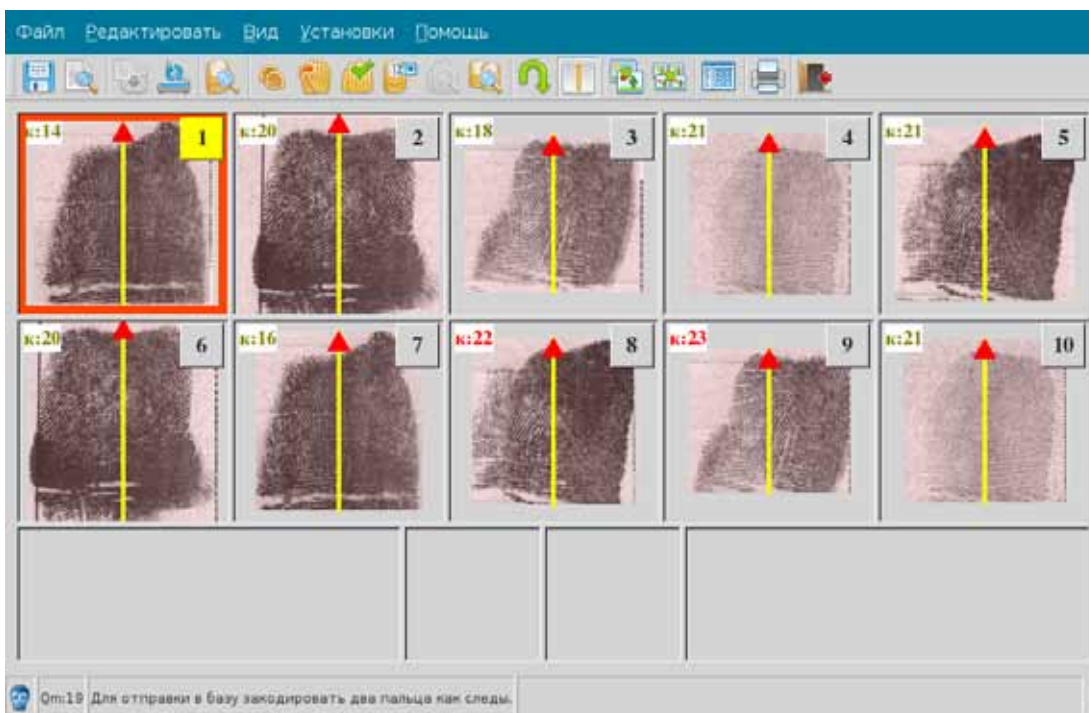 Файл Редактировать Вид Установки Помощь
к:14 1 к:20 2 к:18 3 к:21 4 к:21 5
к:20 6 к:16 7 к:22 8 к:23 9 к:21 10
Qm:19 Для отправки в базу закодировать два пальца как следы.